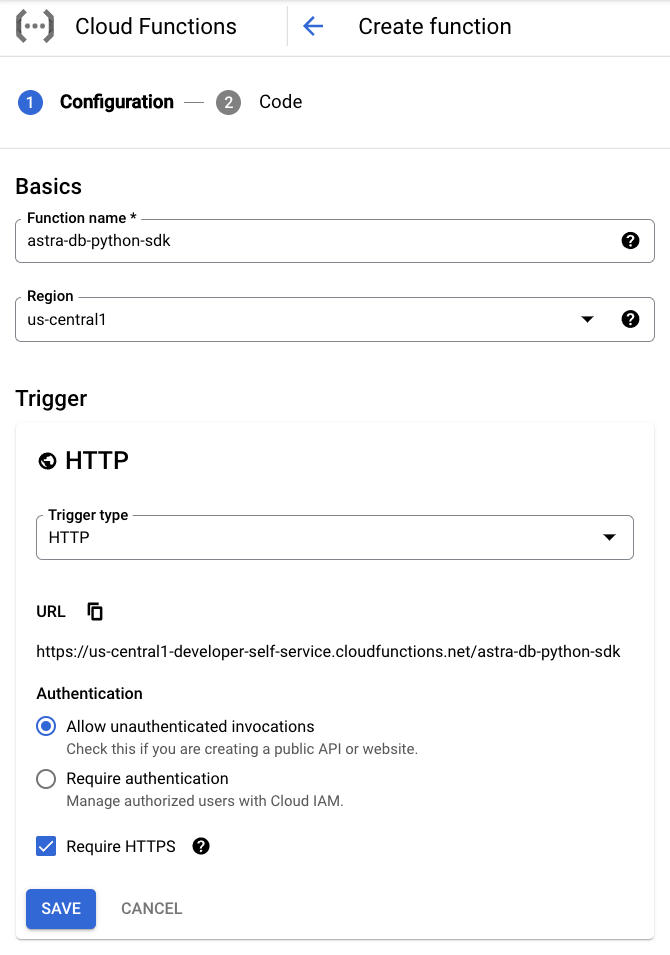 Cloud Functions
Create function
1 Configuration — 2 Code
Basics
Function name *
astra-db-python-sdk
Region
us-central1
Trigger
HTTP
Trigger type
HTTP
URL
https://us-central1-developer-self-service.cloudfunctions.net/astra-db-python-sdk
Authentication
Allow unauthenticated invocations
Check this if you are creating a public API or website.
Require authentication
Manage authorized users with Cloud IAM.
Require HTTPS
SAVE CANCEL